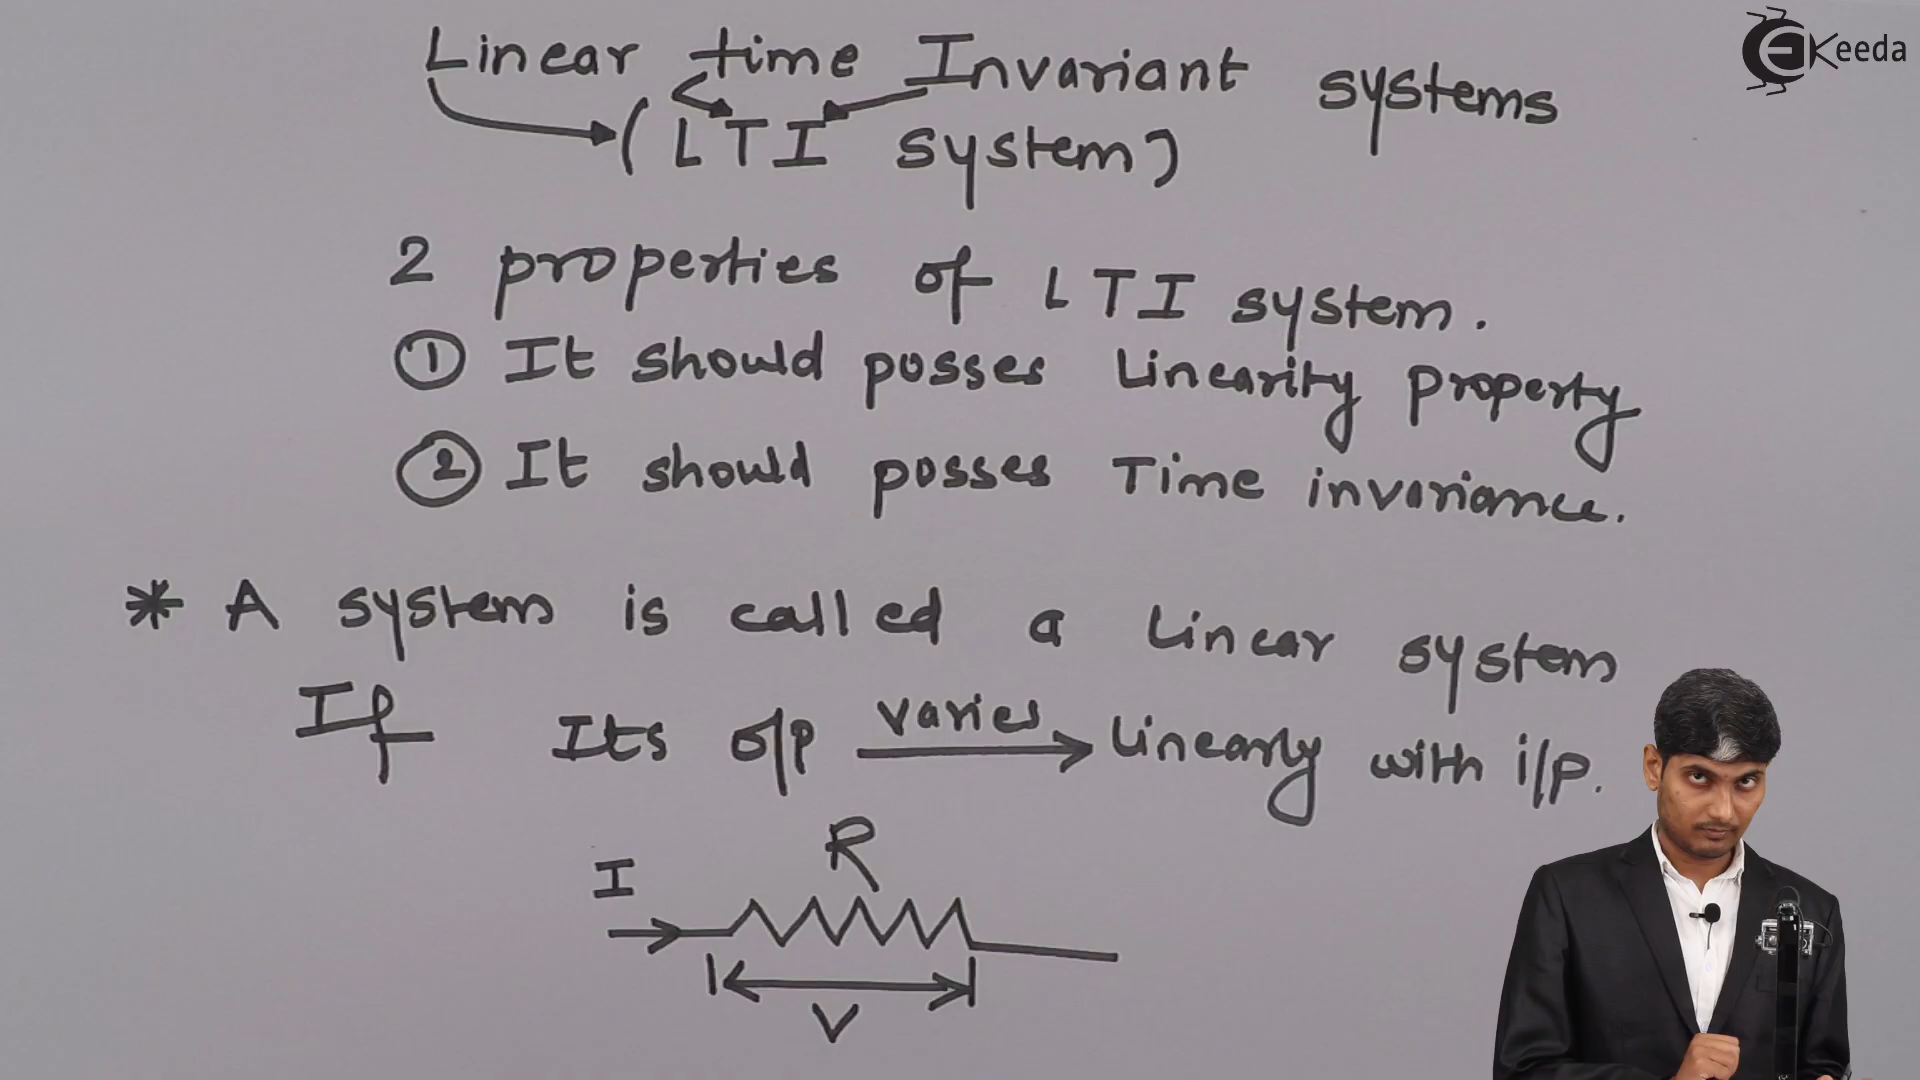 Linear time Invariant systems
(LTI system)
2 properties of LTI system.
① It should posses Linearity property
② It should posses Time invariance.
* A system is called a Linear system
If Its o/p varies linearly with i/p.
R
I
V
Keeda